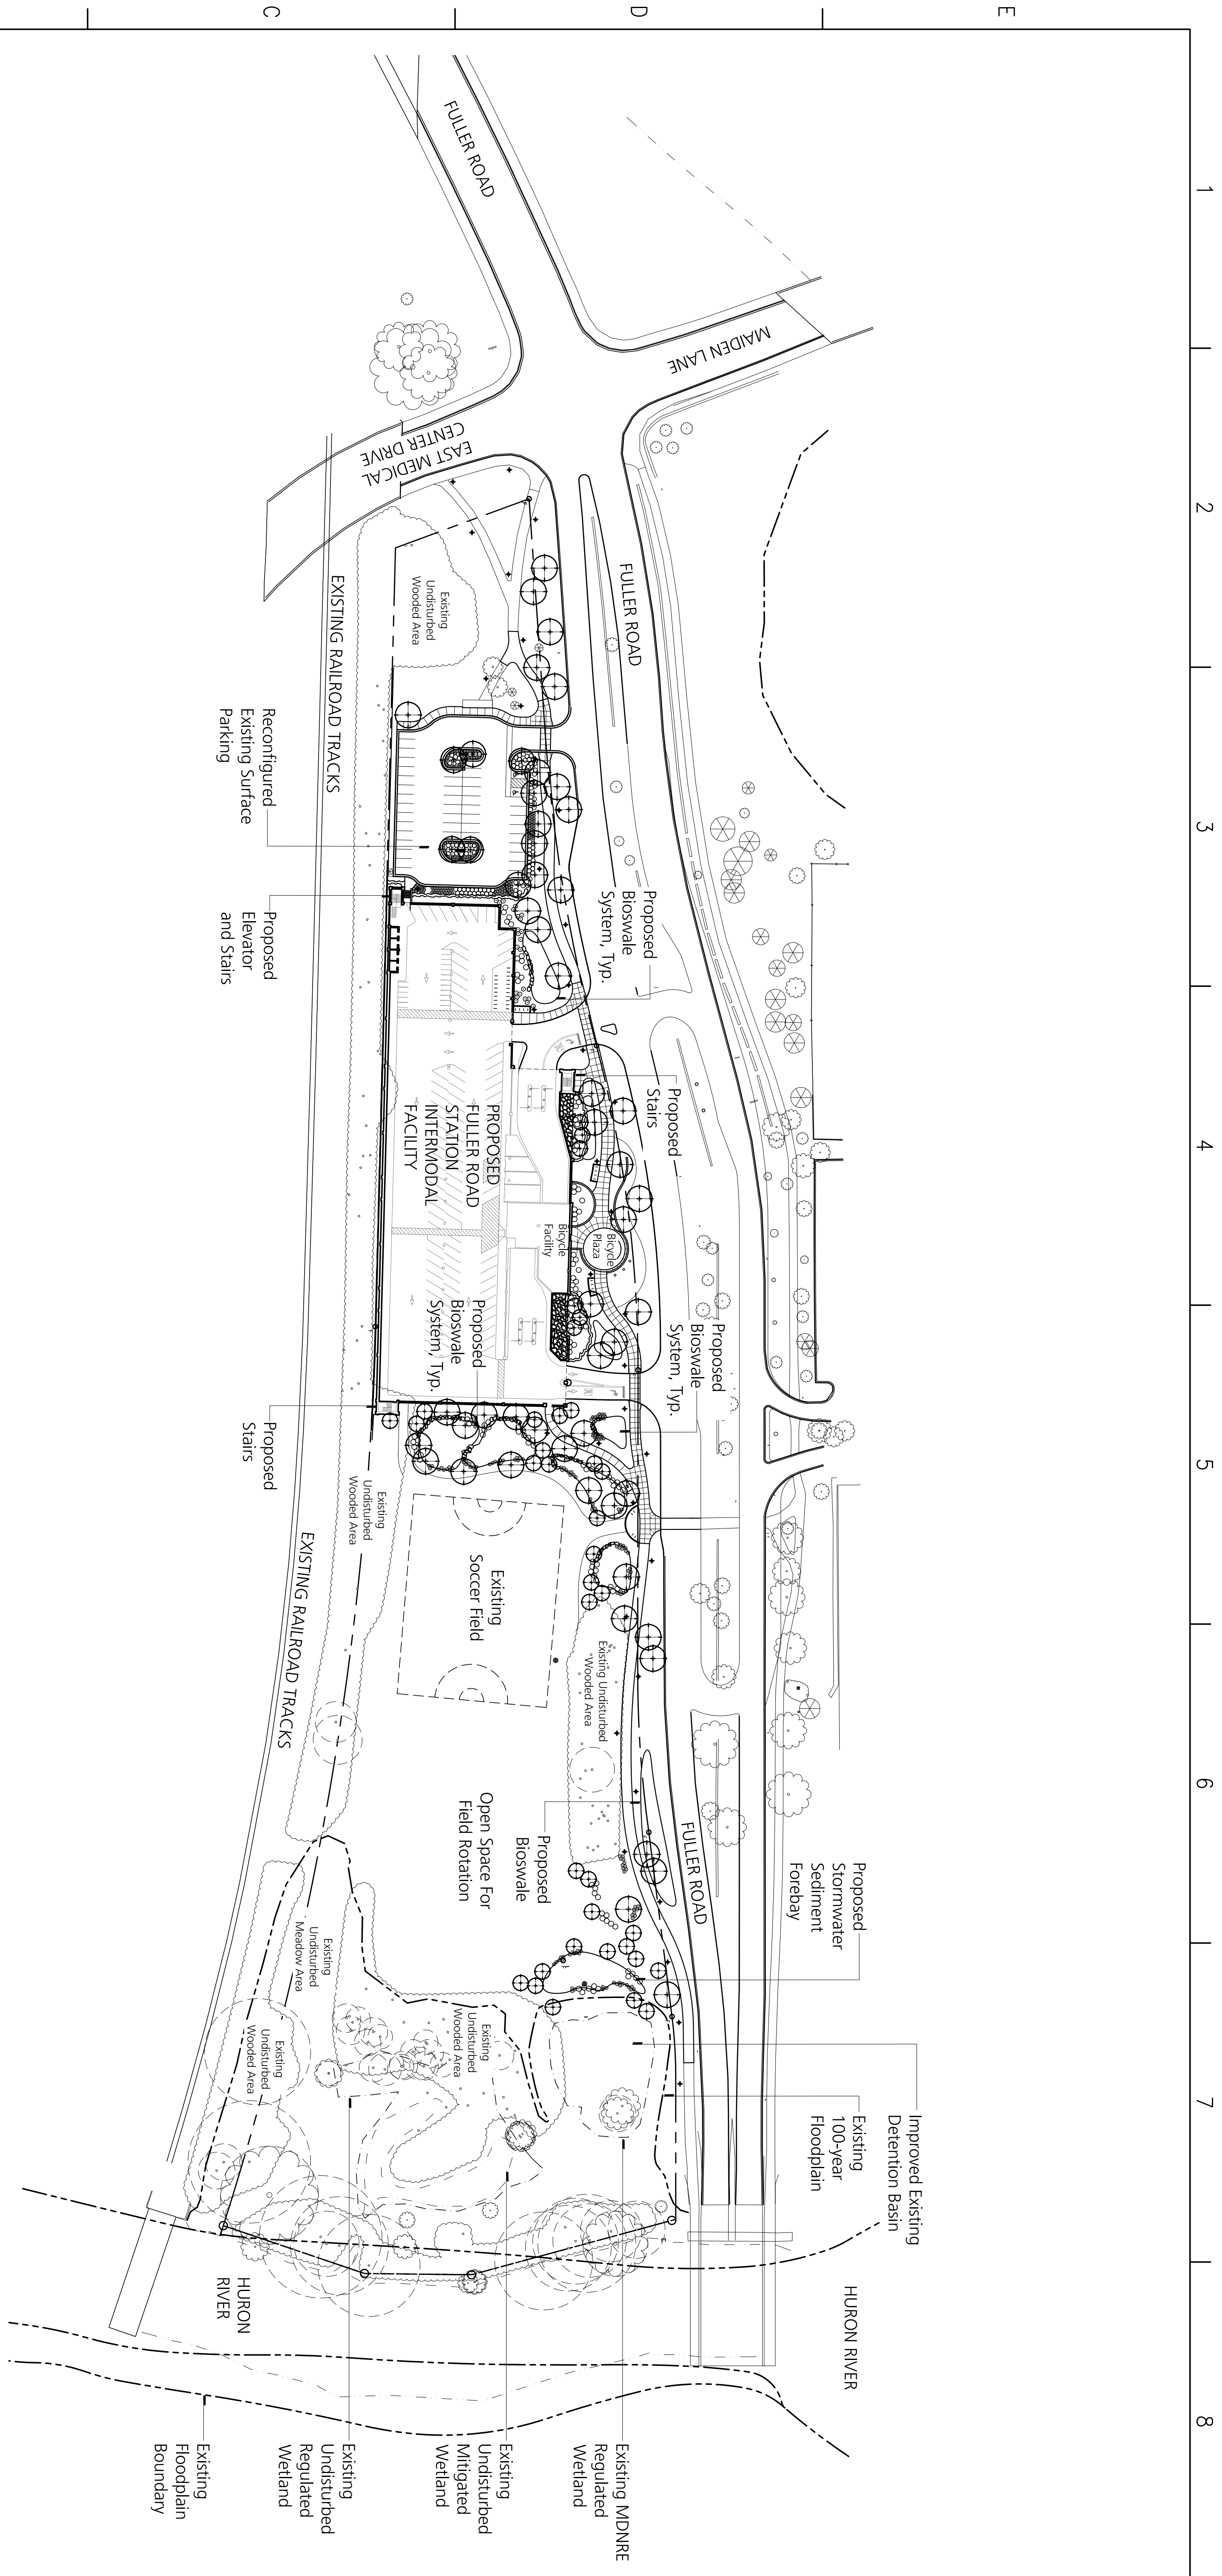 C
D
E
1
2
3
4
5
6
7
8
FULLER ROAD
MAIDEN LANE
EAST MEDICAL
CENTER DRIVE
FULLER ROAD
Existing
Undisturbed
Wooded Area
EXISTING RAILROAD TRACKS
Reconfigured
Existing Surface
Parking
Proposed
Elevator
and Stairs
Proposed
Bioswale
System, Typ.
Proposed
Stairs
PROPOSED
FULLER ROAD
STATION
INTERMODAL
FACILITY
Bicycle
Facility
Bicycle
Plaza
Proposed
Bioswale
System, Typ.
Proposed
Bioswale
System, Typ.
Proposed
Stairs
Existing
Undisturbed
Wooded Area
EXISTING RAILROAD TRACKS
Existing
Soccer Field
Existing Undisturbed
Wooded Area
Open Space For
Field Rotation
Proposed
Bioswale
FULLER ROAD
Proposed
Stormwater
Sediment
Forebay
Existing
Undisturbed
Meadow Area
Existing
Undisturbed
Wooded Area
Existing
Undisturbed
Wooded Area
Improved Existing
Detention Basin
Existing
100-year
Floodplain
HURON RIVER
HURON
RIVER
Existing MDNRE
Regulated
Wetland
Existing
Undisturbed
Mitigated
Wetland
Existing
Undisturbed
Regulated
Wetland
Existing
Floodplain
Boundary